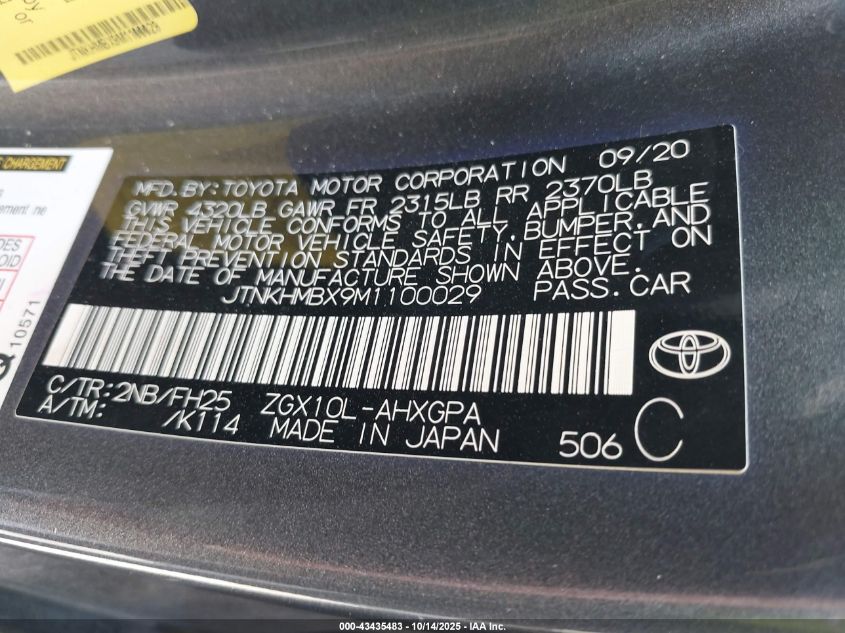 JTNKHMBX9M1100029
CHARGEMENT
10571
MFD.BY:TOYOTA MOTOR CORPORATION 09/20
GVWR 4320LB GAWR FR 2315LB RR 2370LB
THIS VEHICLE CONFORMS TO ALL APPLICABLE
FEDERAL MOTOR VEHICLE SAFETY,BUMPER,AND
THEFT PREVENTION STANDARDS IN EFFECT ON
THE DATE OF MANUFACTURE SHOWN ABOVE.
JTNKHMBX9M1100029 PASS.CAR
C/TR:2NB/FH25 ZGX10L-AHXGPA
A/TM: /K114 MADE IN JAPAN
506 C
000-43435483 - 10/14/2025 - IAA Inc.